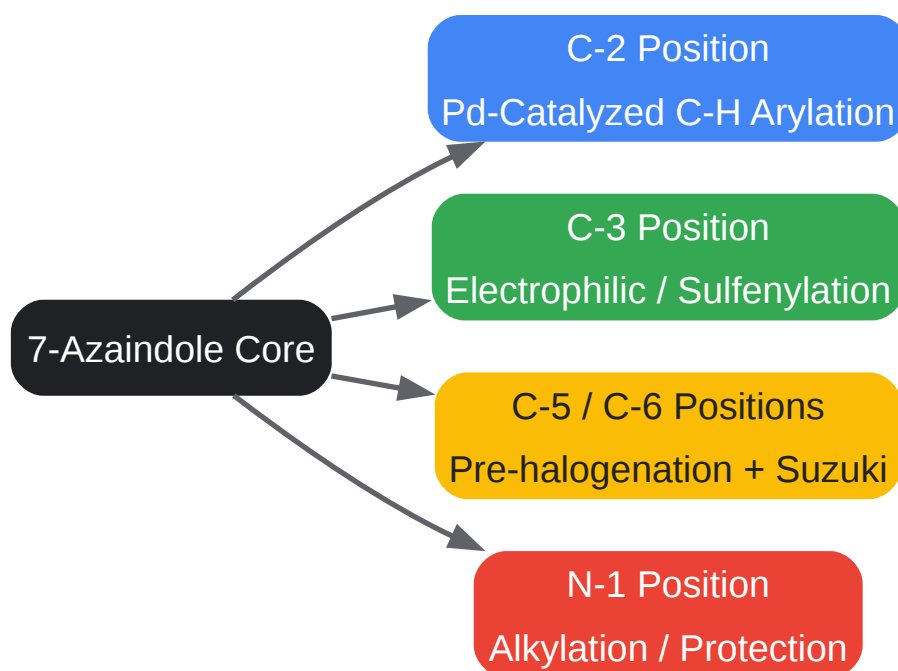 C-2 Position
Pd-Catalyzed C-H Arylation
C-3 Position
Electrophilic / Sulfenylation
7-Azaindole Core
C-5 / C-6 Positions
Pre-halogenation + Suzuki
N-1 Position
Alkylation / Protection